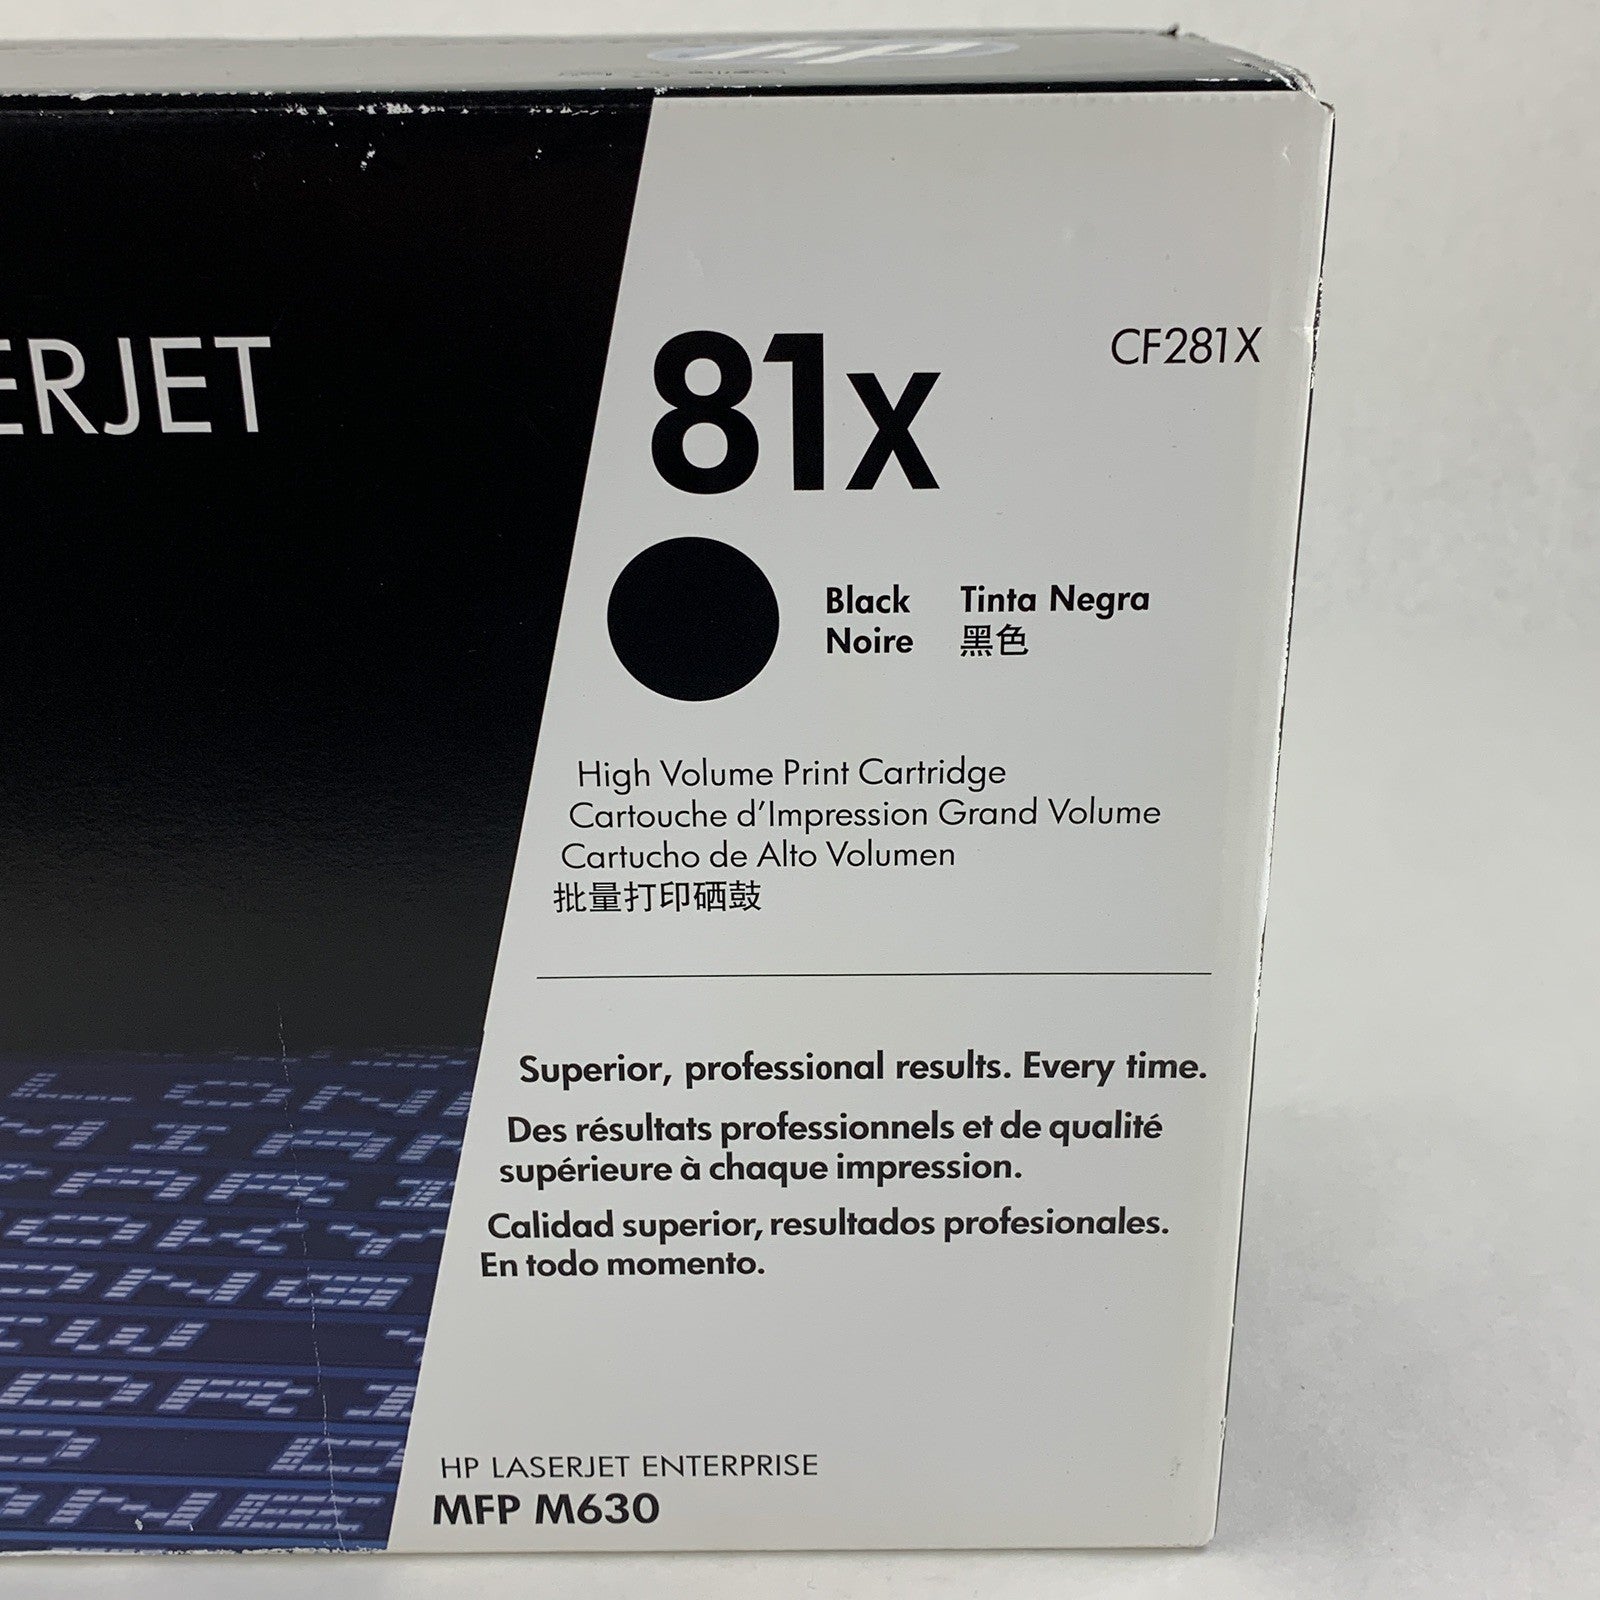 hp
ERJET
81X
CF281X
Black
Noire
Tinta Negra
黑色
High Volume Print Cartridge
Cartouche d'Impression Grand Volume
Cartucho de Alto Volumen
批量打印硒鼓
Superior, professional results. Every time.
Des résultats professionnels et de qualité
supérieure à chaque impression.
Calidad superior, resultados profesionales.
En todo momento.
HP LASERJET ENTERPRISE
MFP M630